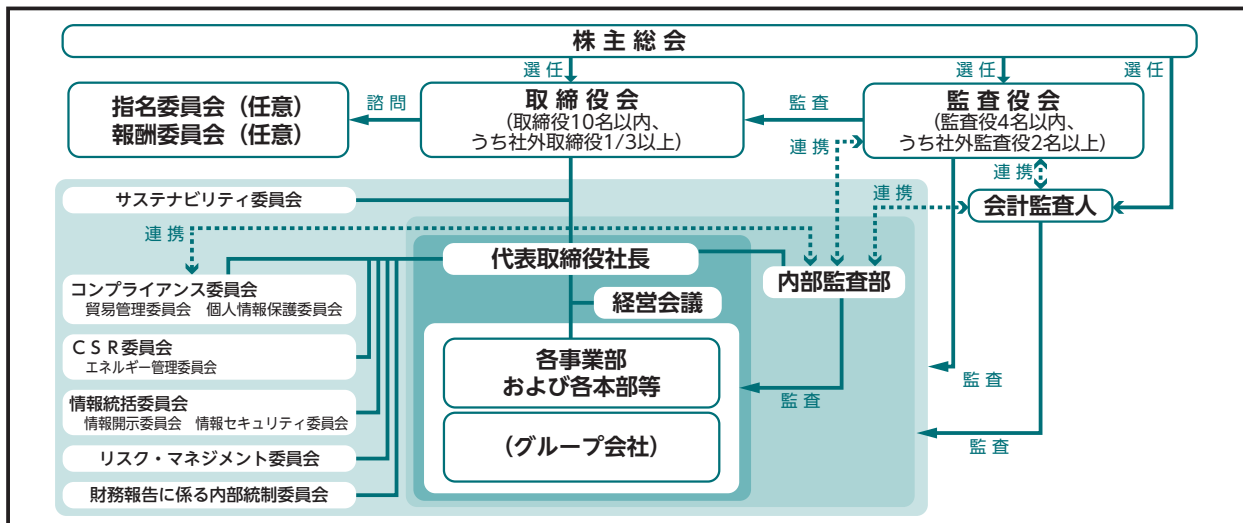 株主総会
選任
選任
選任
指名委員会（任意）
報酬委員会（任意）
諮問
取締役会
(取締役10名以内、
うち社外取締役1/3以上)
監査
監査役会
(監査役4名以内、
うち社外監査役2名以上)
連携
連携
サステナビリティ委員会
連携
会計監査人
連携
代表取締役社長
内部監査部
コンプライアンス委員会
貿易管理委員会　個人情報保護委員会
経営会議
ＣＳＲ委員会
エネルギー管理委員会
各事業部
および各本部等
監査
監査
情報統括委員会
情報開示委員会　情報セキュリティ委員会
(グループ会社)
監査
リスク・マネジメント委員会
財務報告に係る内部統制委員会